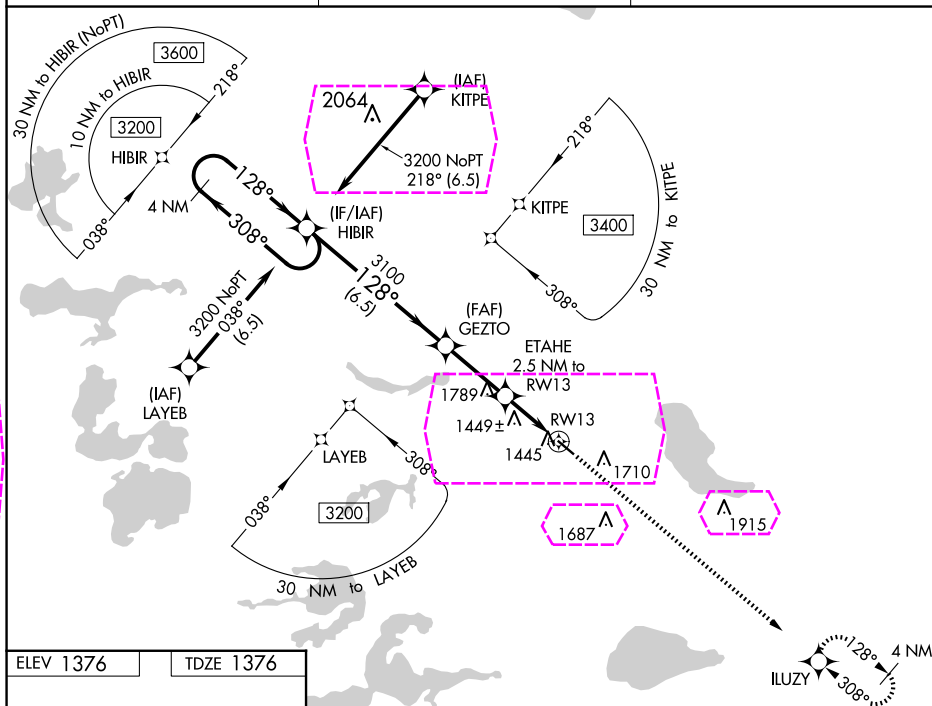 30 NM to HIBIR (NoPT)
3600
10 NM to HIBIR
218°
3200
HIBIR
038°
2064
(IAF)
KITPE
3200 NoPT
218° (6.5)
4 NM
128°
308°
(IF/IAF)
HIBIR
218°
KITPE
3400
308°
30 NM to KITPE
3200 NoPT
038°
(6.5)
(IAF)
LAYEB
3100
128°
(6.5)
(FAF)
GEZTO
ETAHE
2.5 NM to
RW13
1789
1449±
1445
RW13
1710
1687
1915
LAYEB
308°
038°
3200
30 NM to LAYEB
ELEV 1376
TDZE 1376
ILUZY
128°
308°
4 NM